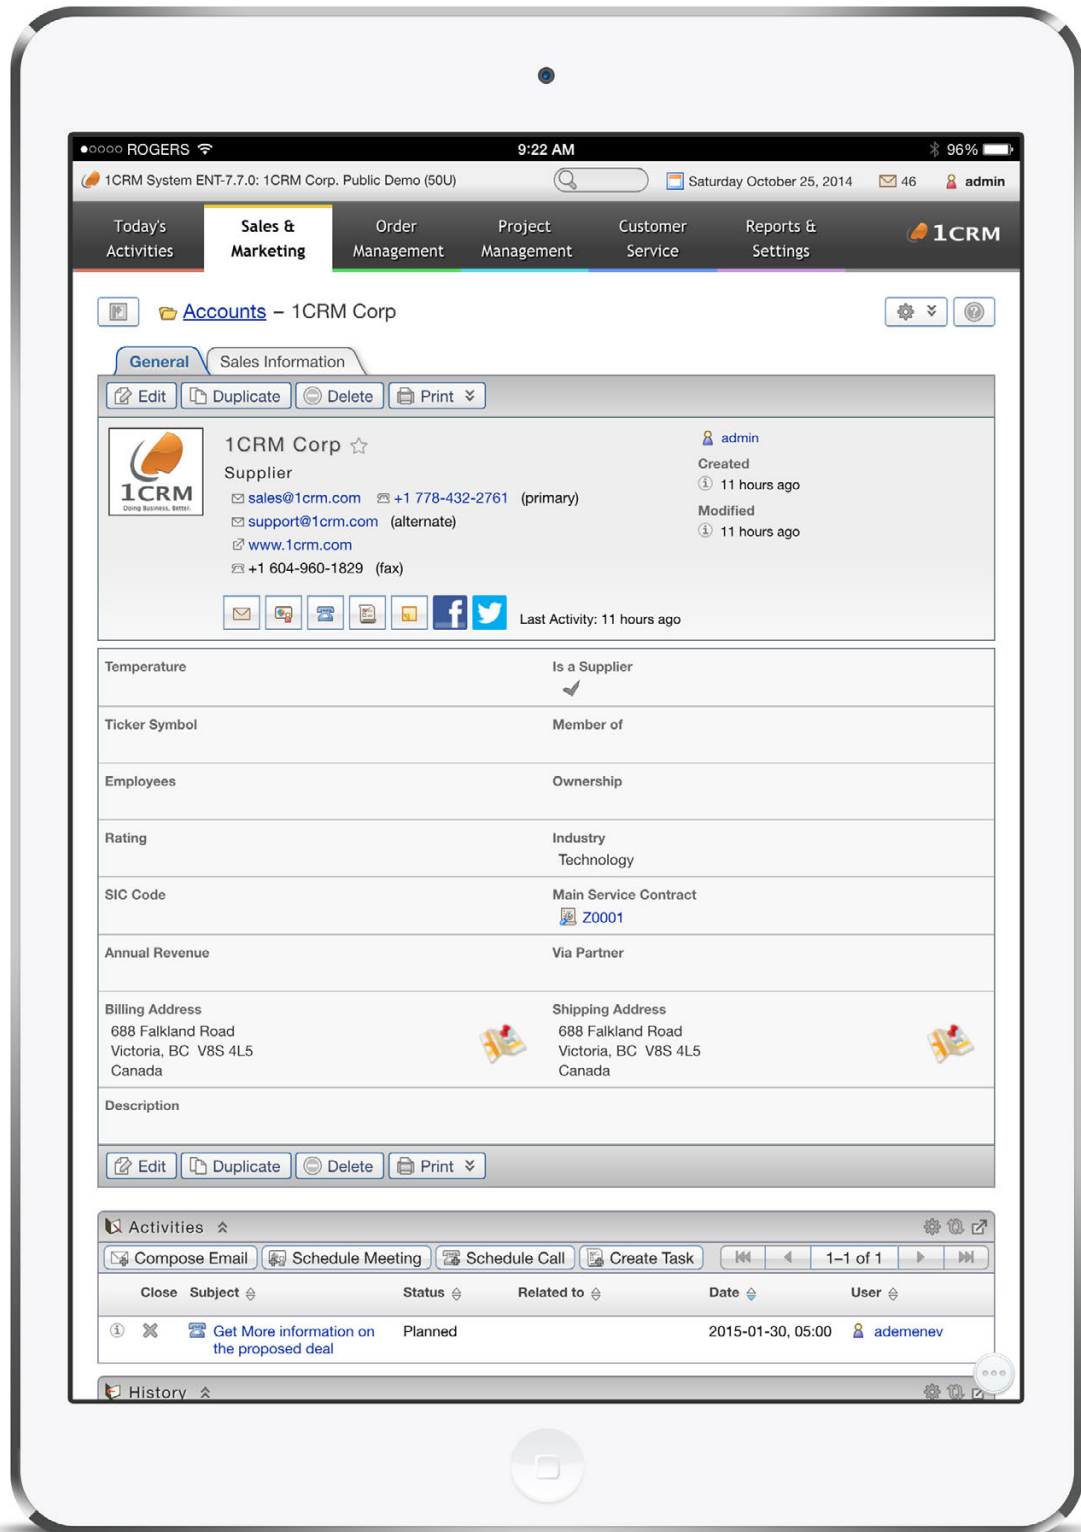 ROGERS 9:22 AM 96%
1CRM System ENT-7.7.0: 1CRM Corp. Public Demo (50U) Saturday October 25, 2014 46 admin
Today's Activities
Sales & Marketing
Order Management
Project Management
Customer Service
Reports & Settings
1CRM
Accounts – 1CRM Corp
General Sales Information
Edit Duplicate Delete Print
1CRM
Doing Business, Better.
1CRM Corp
Supplier
sales@1crm.com +1 778-432-2761 (primary)
support@1crm.com (alternate)
www.1crm.com
+1 604-960-1829 (fax)
Last Activity: 11 hours ago
admin
Created
11 hours ago
Modified
11 hours ago
Temperature Is a Supplier
Ticker Symbol Member of
Employees Ownership
Rating Industry
Technology
SIC Code Main Service Contract
Z0001
Annual Revenue Via Partner
Billing Address
688 Falkland Road
Victoria, BC V8S 4L5
Canada
Shipping Address
688 Falkland Road
Victoria, BC V8S 4L5
Canada
Description
Edit Duplicate Delete Print
Activities
Compose Email Schedule Meeting Schedule Call Create Task 1–1 of 1
Close Subject Status Related to Date User
Get More information on the proposed deal Planned 2015-01-30, 05:00 ademenev
History